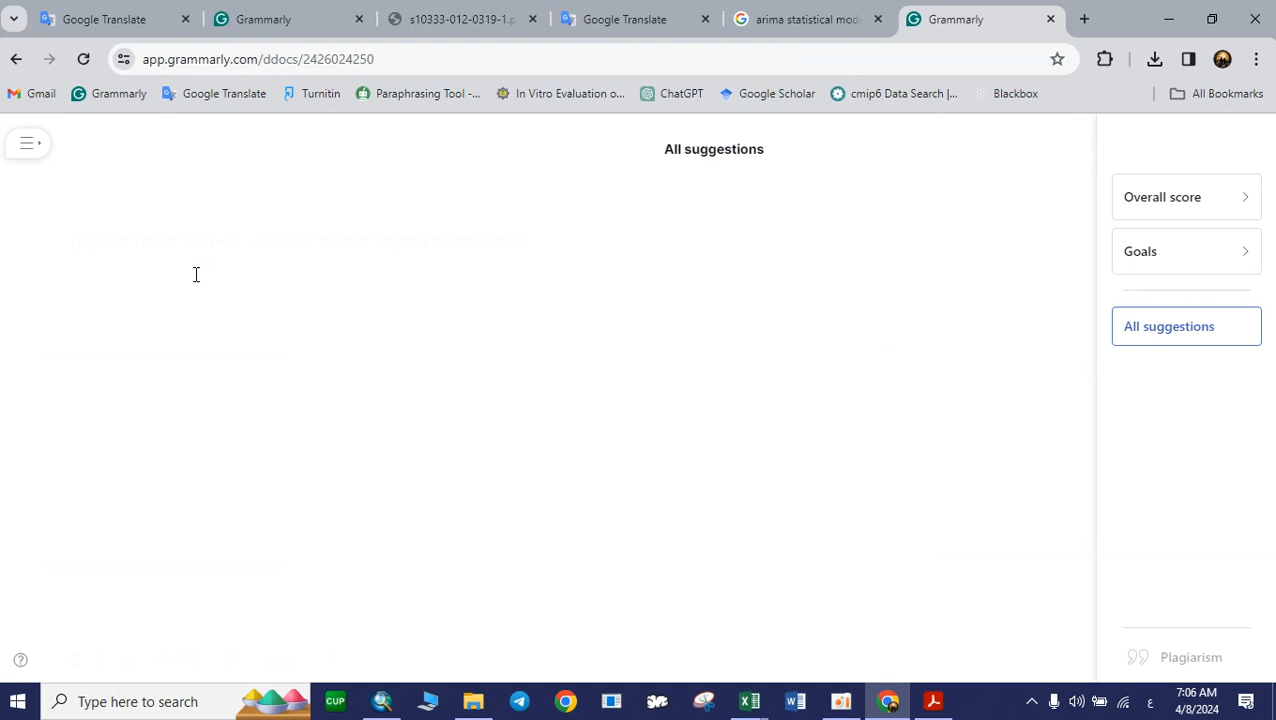 Google Translate
Grammarly
s10333-012-0319-1.p
Google Translate
arima statistical mod
Grammarly
app.grammarly.com/ddocs/2426024250
Gmail
Grammarly
Google Translate
Turnitin
Paraphrasing Tool -...
In Vitro Evaluation o...
ChatGPT
Google Scholar
cmip6 Data Search |...
Blackbox
All Bookmarks
All suggestions
Overall score
Goals
All suggestions
Plagiarism
Type here to search
CUP
7:06 AM
4/8/2024